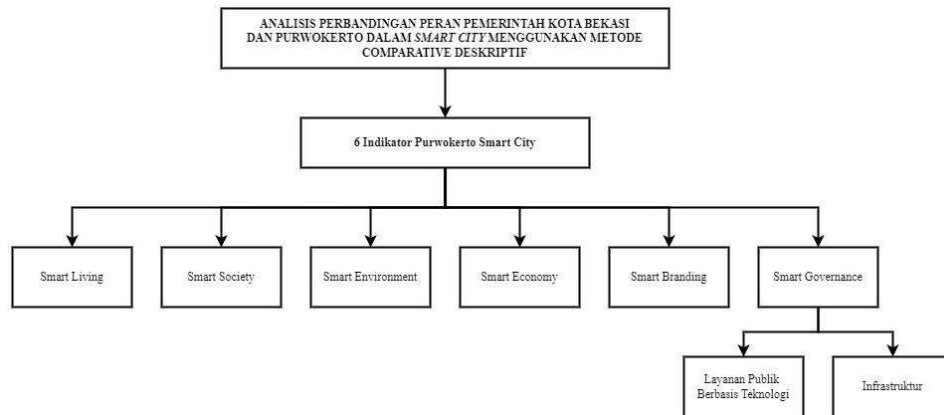 ANALISIS PERBANDINGAN PERAN PEMERINTAH KOTA BEKASI
DAN PURWOKERTO DALAM SMART CITY MENGGUNAKAN METODE
COMPARATIVE DESKRIPTIF
6 Indikator Purwokerto Smart City
Smart Living
Smart Society
Smart Environment
Smart Economy
Smart Branding
Smart Governance
Layanan Publik
Berbasis Teknologi
Infrastruktur